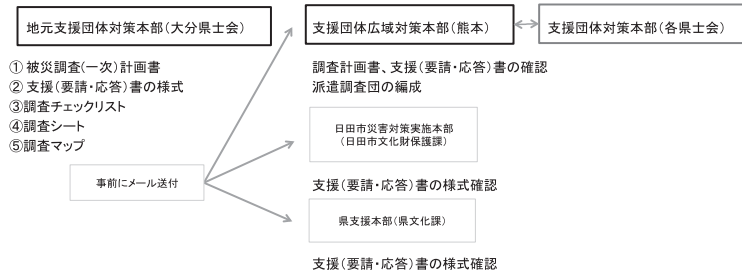 地元支援団体対策本部(大分県士会)
支援団体広域対策本部(熊本)
支援団体対策本部(各県士会)
① 被災調査(一次)計画書
② 支援(要請・応答)書の様式
③調査チェックリスト
④調査シート
⑤調査マップ
事前にメール送付
調査計画書、支援(要請・応答)書の確認
派遣調査団の編成
日田市災害対策実施本部
(日田市文化財保護課)
支援(要請・応答)書の様式確認
県支援本部(県文化課)
支援(要請・応答)書の様式確認